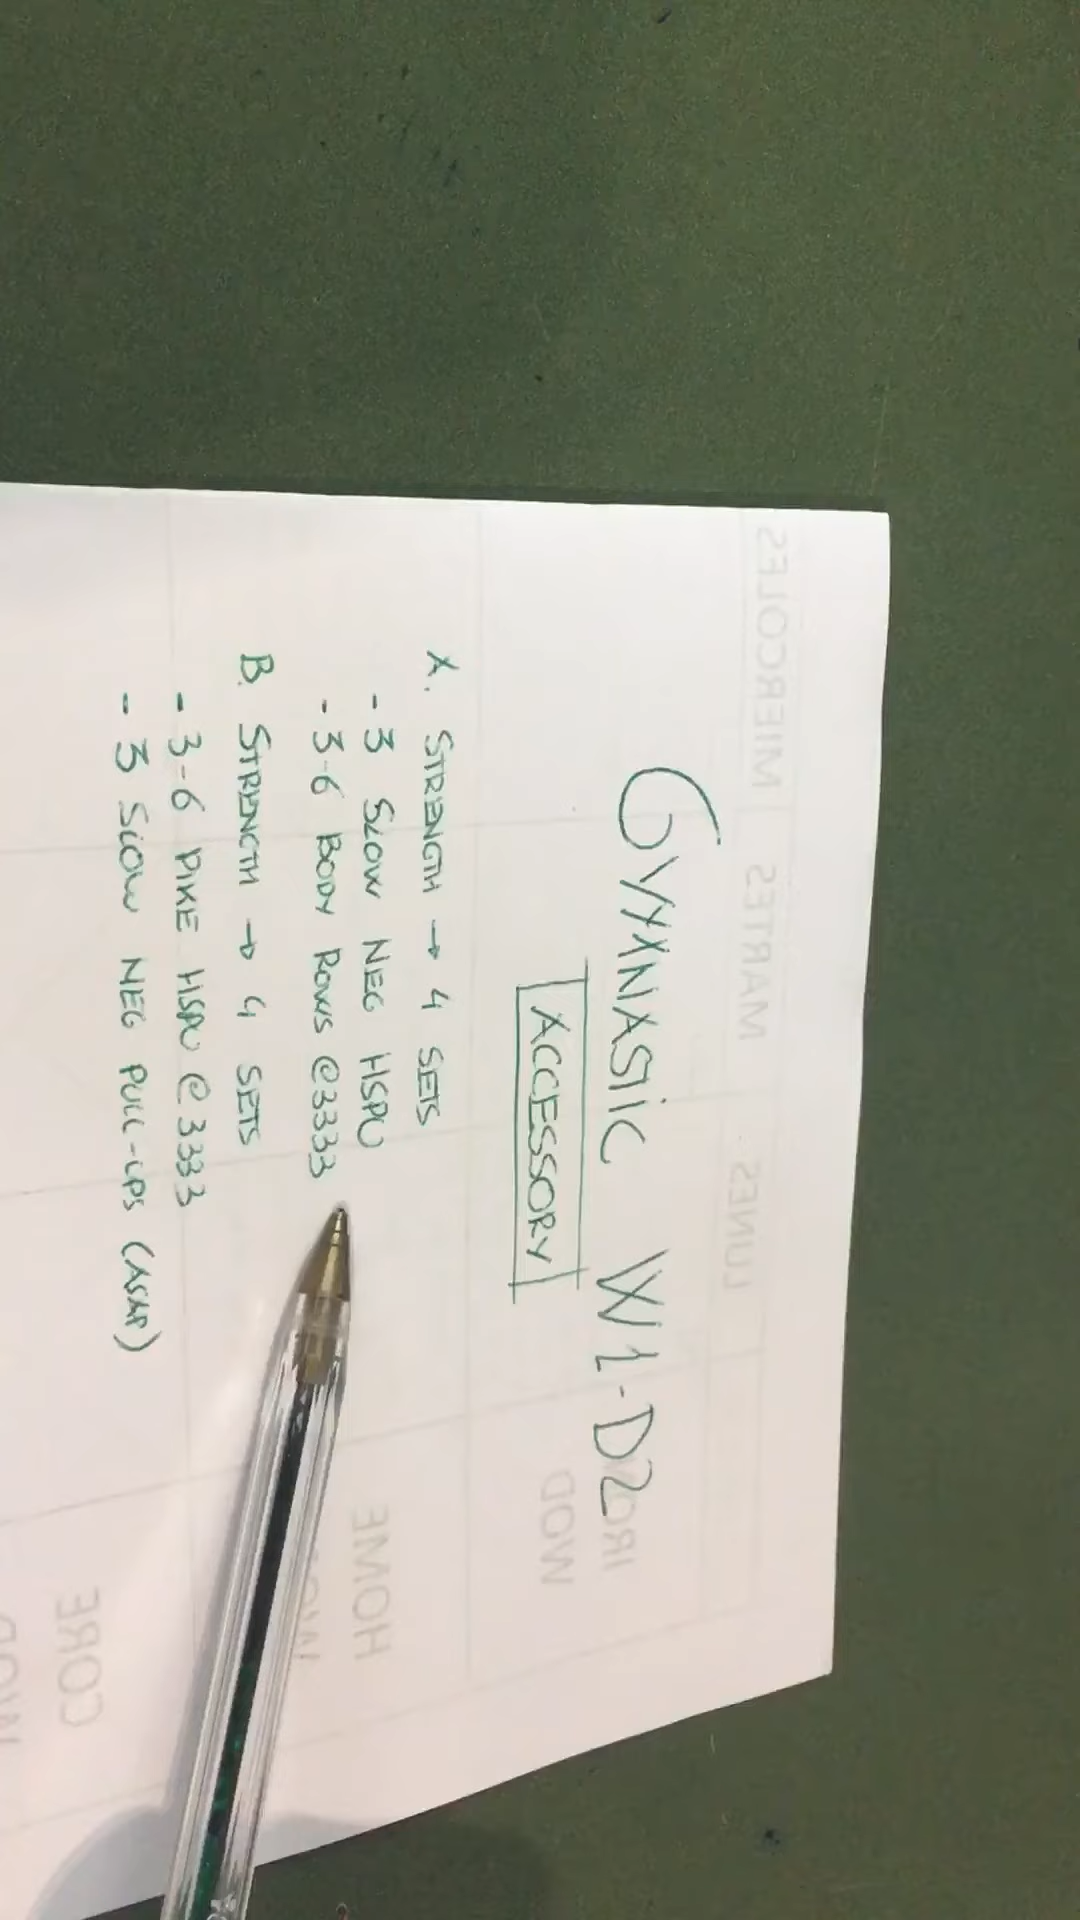 GYMNASTIC W1-D2
ACCESSORY
A. STRENGTH → 4 SETS
- 3 SLOW NEG HSPU
- 3-6 BODY ROWS @3333
B. STRENGTH → 4 SETS
- 3-6 PIKE HSPU @3333
- 3 SLOW NEG PULL-UPS (ASAP)
LUNES MARTES MIERCOLES
WOD
HOME
CORE